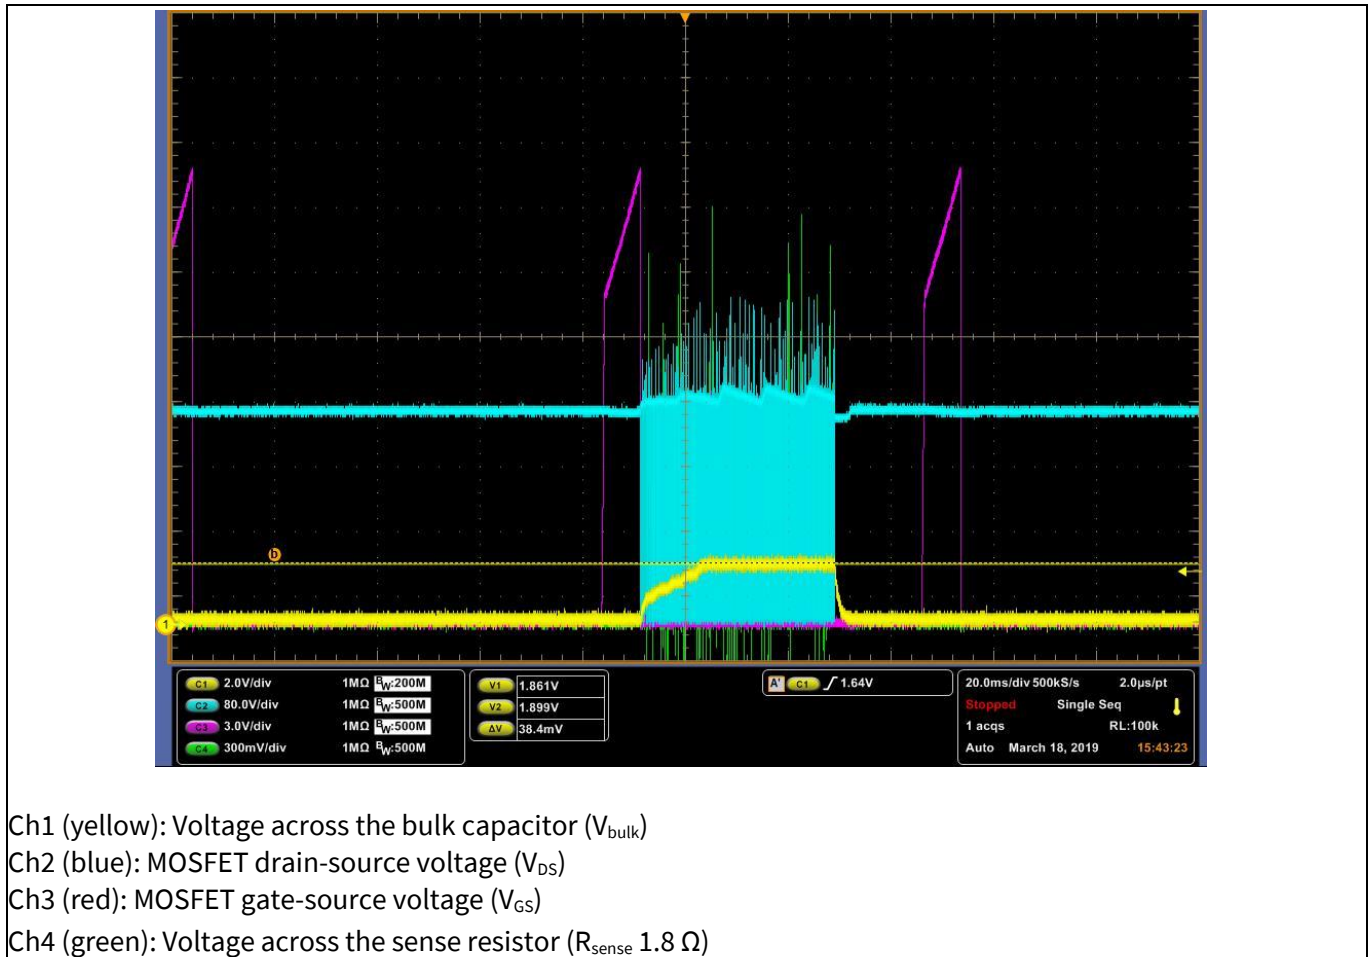 D
1
C1 2.0V/div 1MΩ BW:200M
C2 80.0V/div 1MΩ BW:500M
C3 3.0V/div 1MΩ BW:500M
C4 300mV/div 1MΩ BW:500M
V1 1.861V
V2 1.899V
ΔV 38.4mV
A' C1 1.64V
20.0ms/div 500kS/s 2.0µs/pt
Stopped Single Seq
1 acqs RL:100k
Auto March 18, 2019 15:43:23
Ch1 (yellow): Voltage across the bulk capacitor (Vbulk)
Ch2 (blue): MOSFET drain-source voltage (VDS)
Ch3 (red): MOSFET gate-source voltage (VGS)
Ch4 (green): Voltage across the sense resistor (Rsense 1.8 Ω)